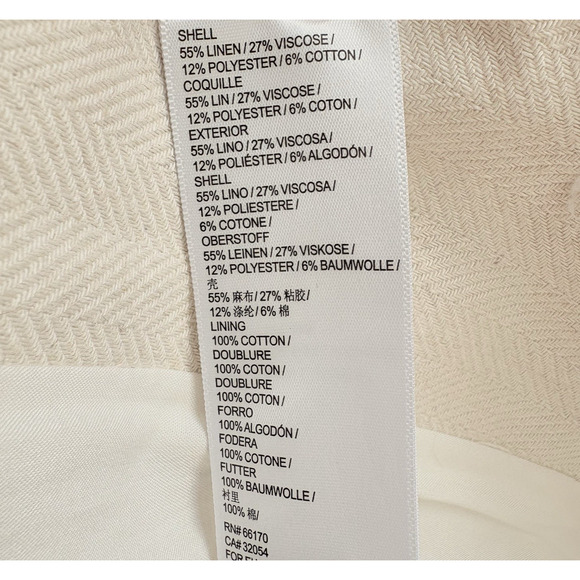 SHELL
55% LINEN / 27% VISCOSE /
12% POLYESTER / 6% COTTON /
COQUILLE
55% LIN / 27% VISCOSE /
12% POLYESTER / 6% COTON /
EXTERIOR
55% LINO / 27% VISCOSA /
12% POLIÉSTER / 6% ALGODÓN /
SHELL
55% LINO / 27% VISCOSA /
12% POLIESTERE /
6% COTONE /
OBERSTOFF
55% LEINEN / 27% VISKOSE /
12% POLYESTER / 6% BAUMWOLLE /
壳
55% 麻布 / 27% 粘胶 /
12% 涤纶 / 6% 棉
LINING
100% COTTON /
DOUBLURE
100% COTON /
DOUBLURE
100% COTON /
FORRO
100% ALGODÓN /
FODERA
100% COTONE /
FUTTER
100% BAUMWOLLE /
衬里
100% 棉/
RN# 66170
CA# 32054